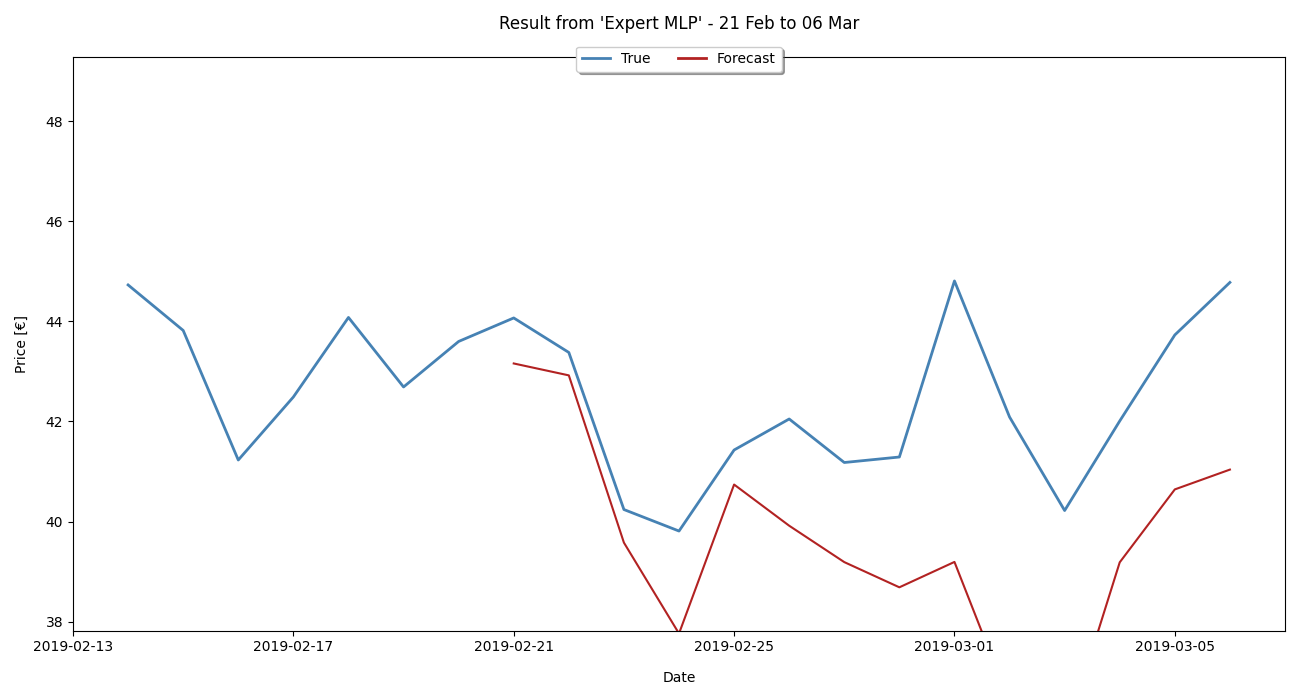 Result from 'Expert MLP' - 21 Feb to 06 Mar
True
Forecast
48
46
44
42
40
38
Price [€]
2019-02-13
2019-02-17
2019-02-21
2019-02-25
2019-03-01
2019-03-05
Date